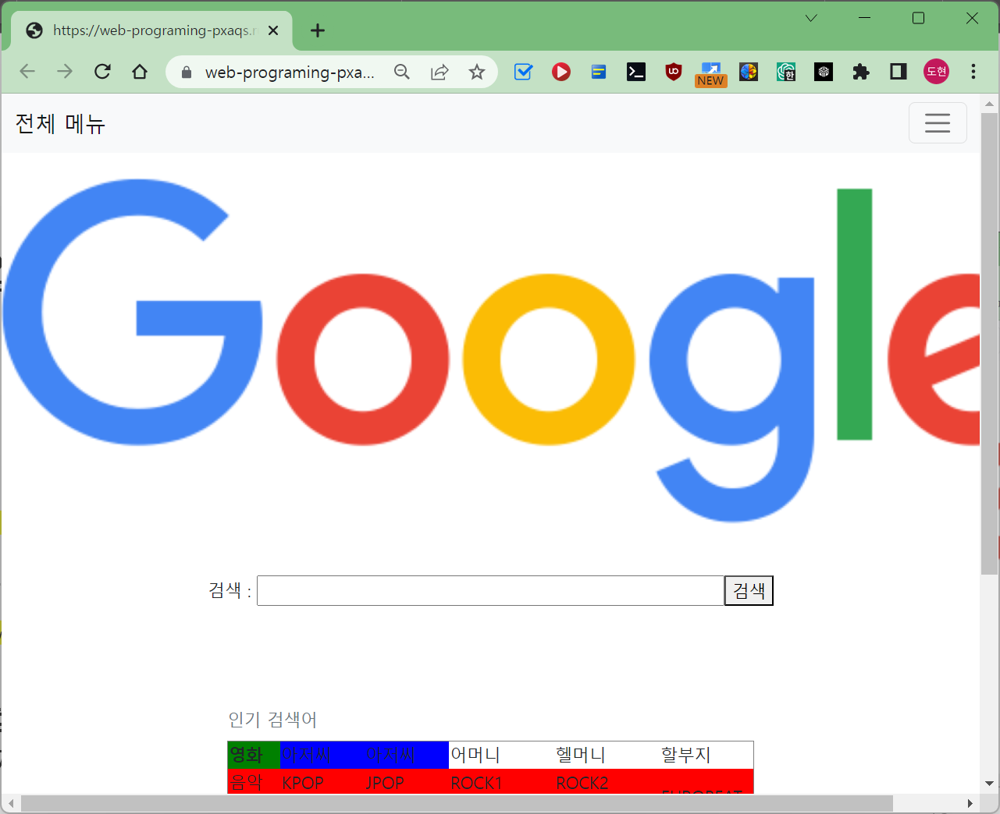 https://web-programing-pxaqs.r
web-programing-pxa...
NEW
도현
전체 메뉴
Google
검색 :
검색
인기 검색어
영화 아저씨 아저씨 어머니 헬머니 할부지
음악 KPOP JPOP ROCK1 ROCK2
EUROBEAT